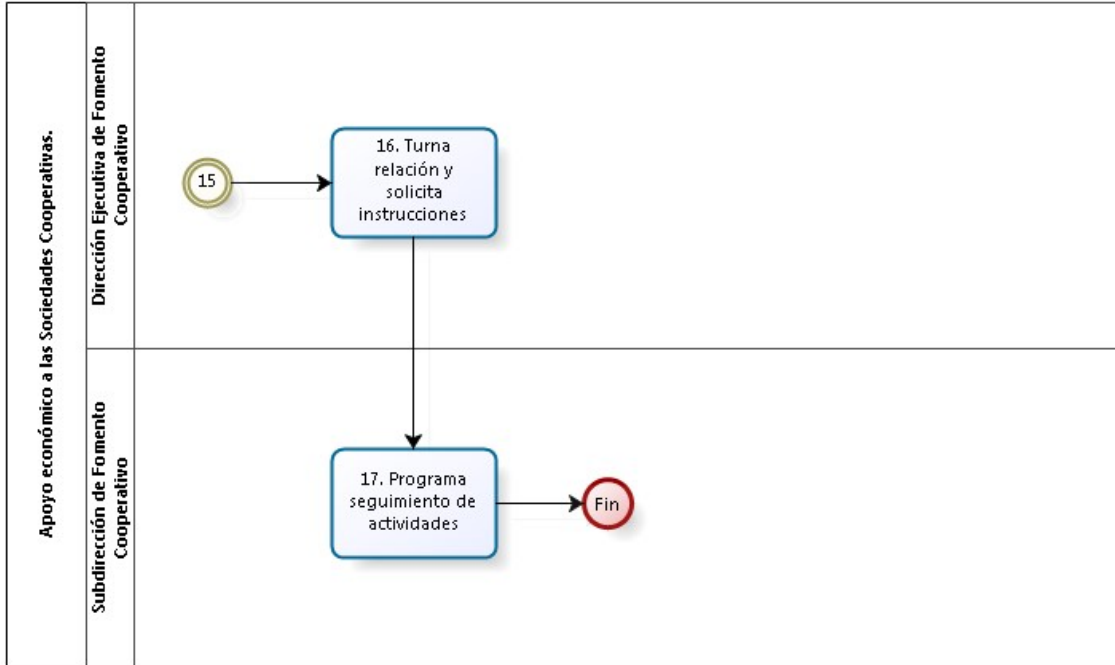 Apoyo económico a las Sociedades Cooperativas.
Dirección Ejecutiva de Fomento
Cooperativo
15
16. Turna
relación y
solicita
instrucciones
Subdirección de Fomento
Cooperativo
17. Programa
seguimiento de
actividades
Fin